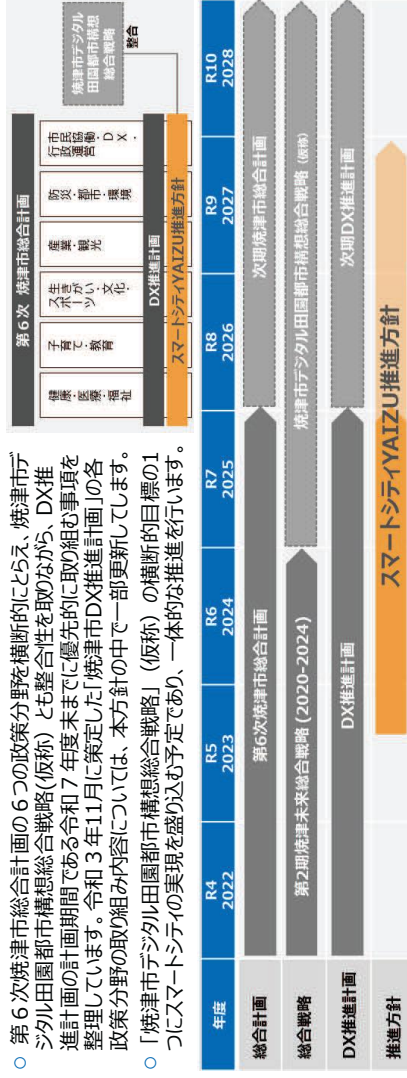 ○ 第６次焼津市総合計画の６つの政策分野を横断的にとらえ、焼津市デ
ジタル田園都市構想総合戦略(仮称）とも整合性を取りながら、DX推
進計画の計画期間である令和７年度末までに優先的に取り組む事項を
整理しています。令和３年11月に策定した「焼津市DX推進計画」の各
政策分野の取り組み内容については、本方針の中で一部更新してします。
○ 「焼津市デジタル田園都市構想総合戦略」（仮称）の横断的目標の1
つにスマートシティの実現を盛り込む予定であり、一体的な推進を行います。
第６次 焼津市総合計画
健康・医療・福祉
子育て・教育
生きがい・文化・スポーツ
産業・観光
防災・都市・環境
市民協働・ＤＸ・行政運営
DX推進計画
スマートシティYAIZU推進方針
焼津市デジタル
田園都市構想
総合戦略
整合
年度
R4
2022
R5
2023
R6
2024
R7
2025
R8
2026
R9
2027
R10
2028
総合計画
第6次焼津市総合計画
次期焼津市総合計画
総合戦略
第2期焼津未来総合戦略 (2020-2024)
焼津市デジタル田園都市構想総合戦略 (仮称)
DX推進計画
DX推進計画
次期DX推進計画
推進方針
スマートシティYAIZU推進方針